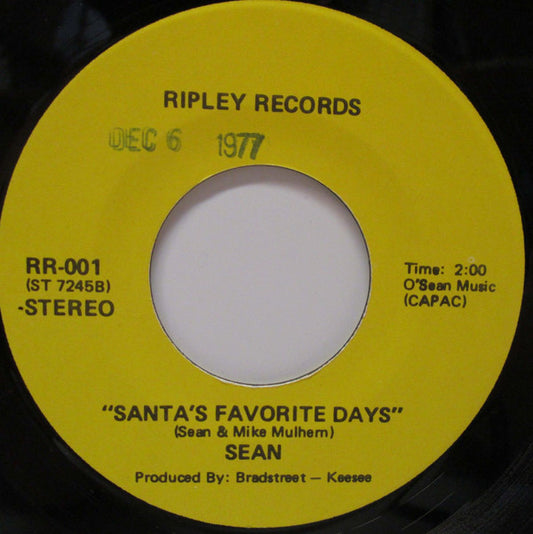 RIPLEY RECORDS
DEC 6 1977
RR-001
(ST 7245B)
-STEREO
Time: 2:00
O'Sean Music
(CAPAC)
"SANTA'S FAVORITE DAYS"
(Sean & Mike Mulhern)
SEAN
Produced By: Bradstreet — Keesee